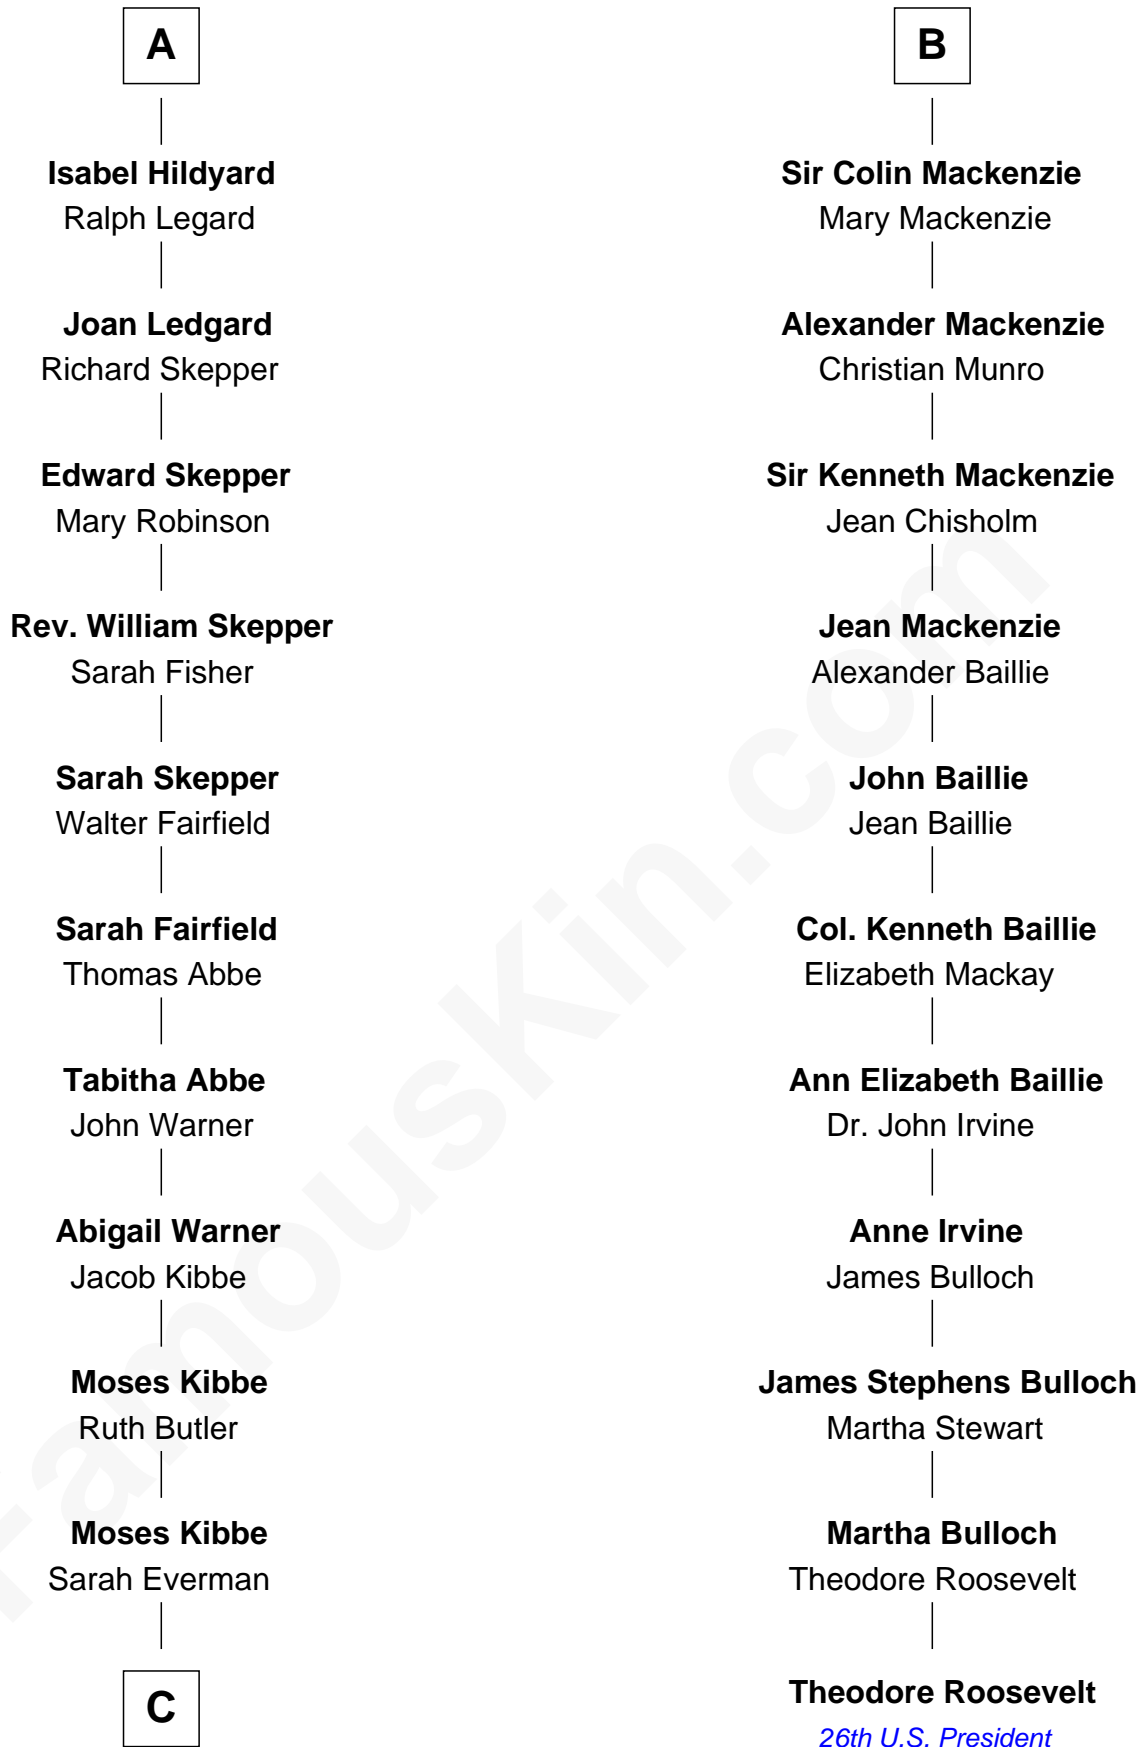 A
Isabel Hildyard
Ralph Legard
Joan Ledgard
Richard Skepper
Edward Skepper
Mary Robinson
Rev. William Skepper
Sarah Fisher
Sarah Skepper
Walter Fairfield
Sarah Fairfield
Thomas Abbe
Tabitha Abbe
John Warner
Abigail Warner
Jacob Kibbe
Moses Kibbe
Ruth Butler
Moses Kibbe
Sarah Everman
C
B
Sir Colin Mackenzie
Mary Mackenzie
Alexander Mackenzie
Christian Munro
Sir Kenneth Mackenzie
Jean Chisholm
Jean Mackenzie
Alexander Baillie
John Baillie
Jean Baillie
Col. Kenneth Baillie
Elizabeth Mackay
Ann Elizabeth Baillie
Dr. John Irvine
Anne Irvine
James Bulloch
James Stephens Bulloch
Martha Stewart
Martha Bulloch
Theodore Roosevelt
Theodore Roosevelt
26th U.S. President
FamousKin.com